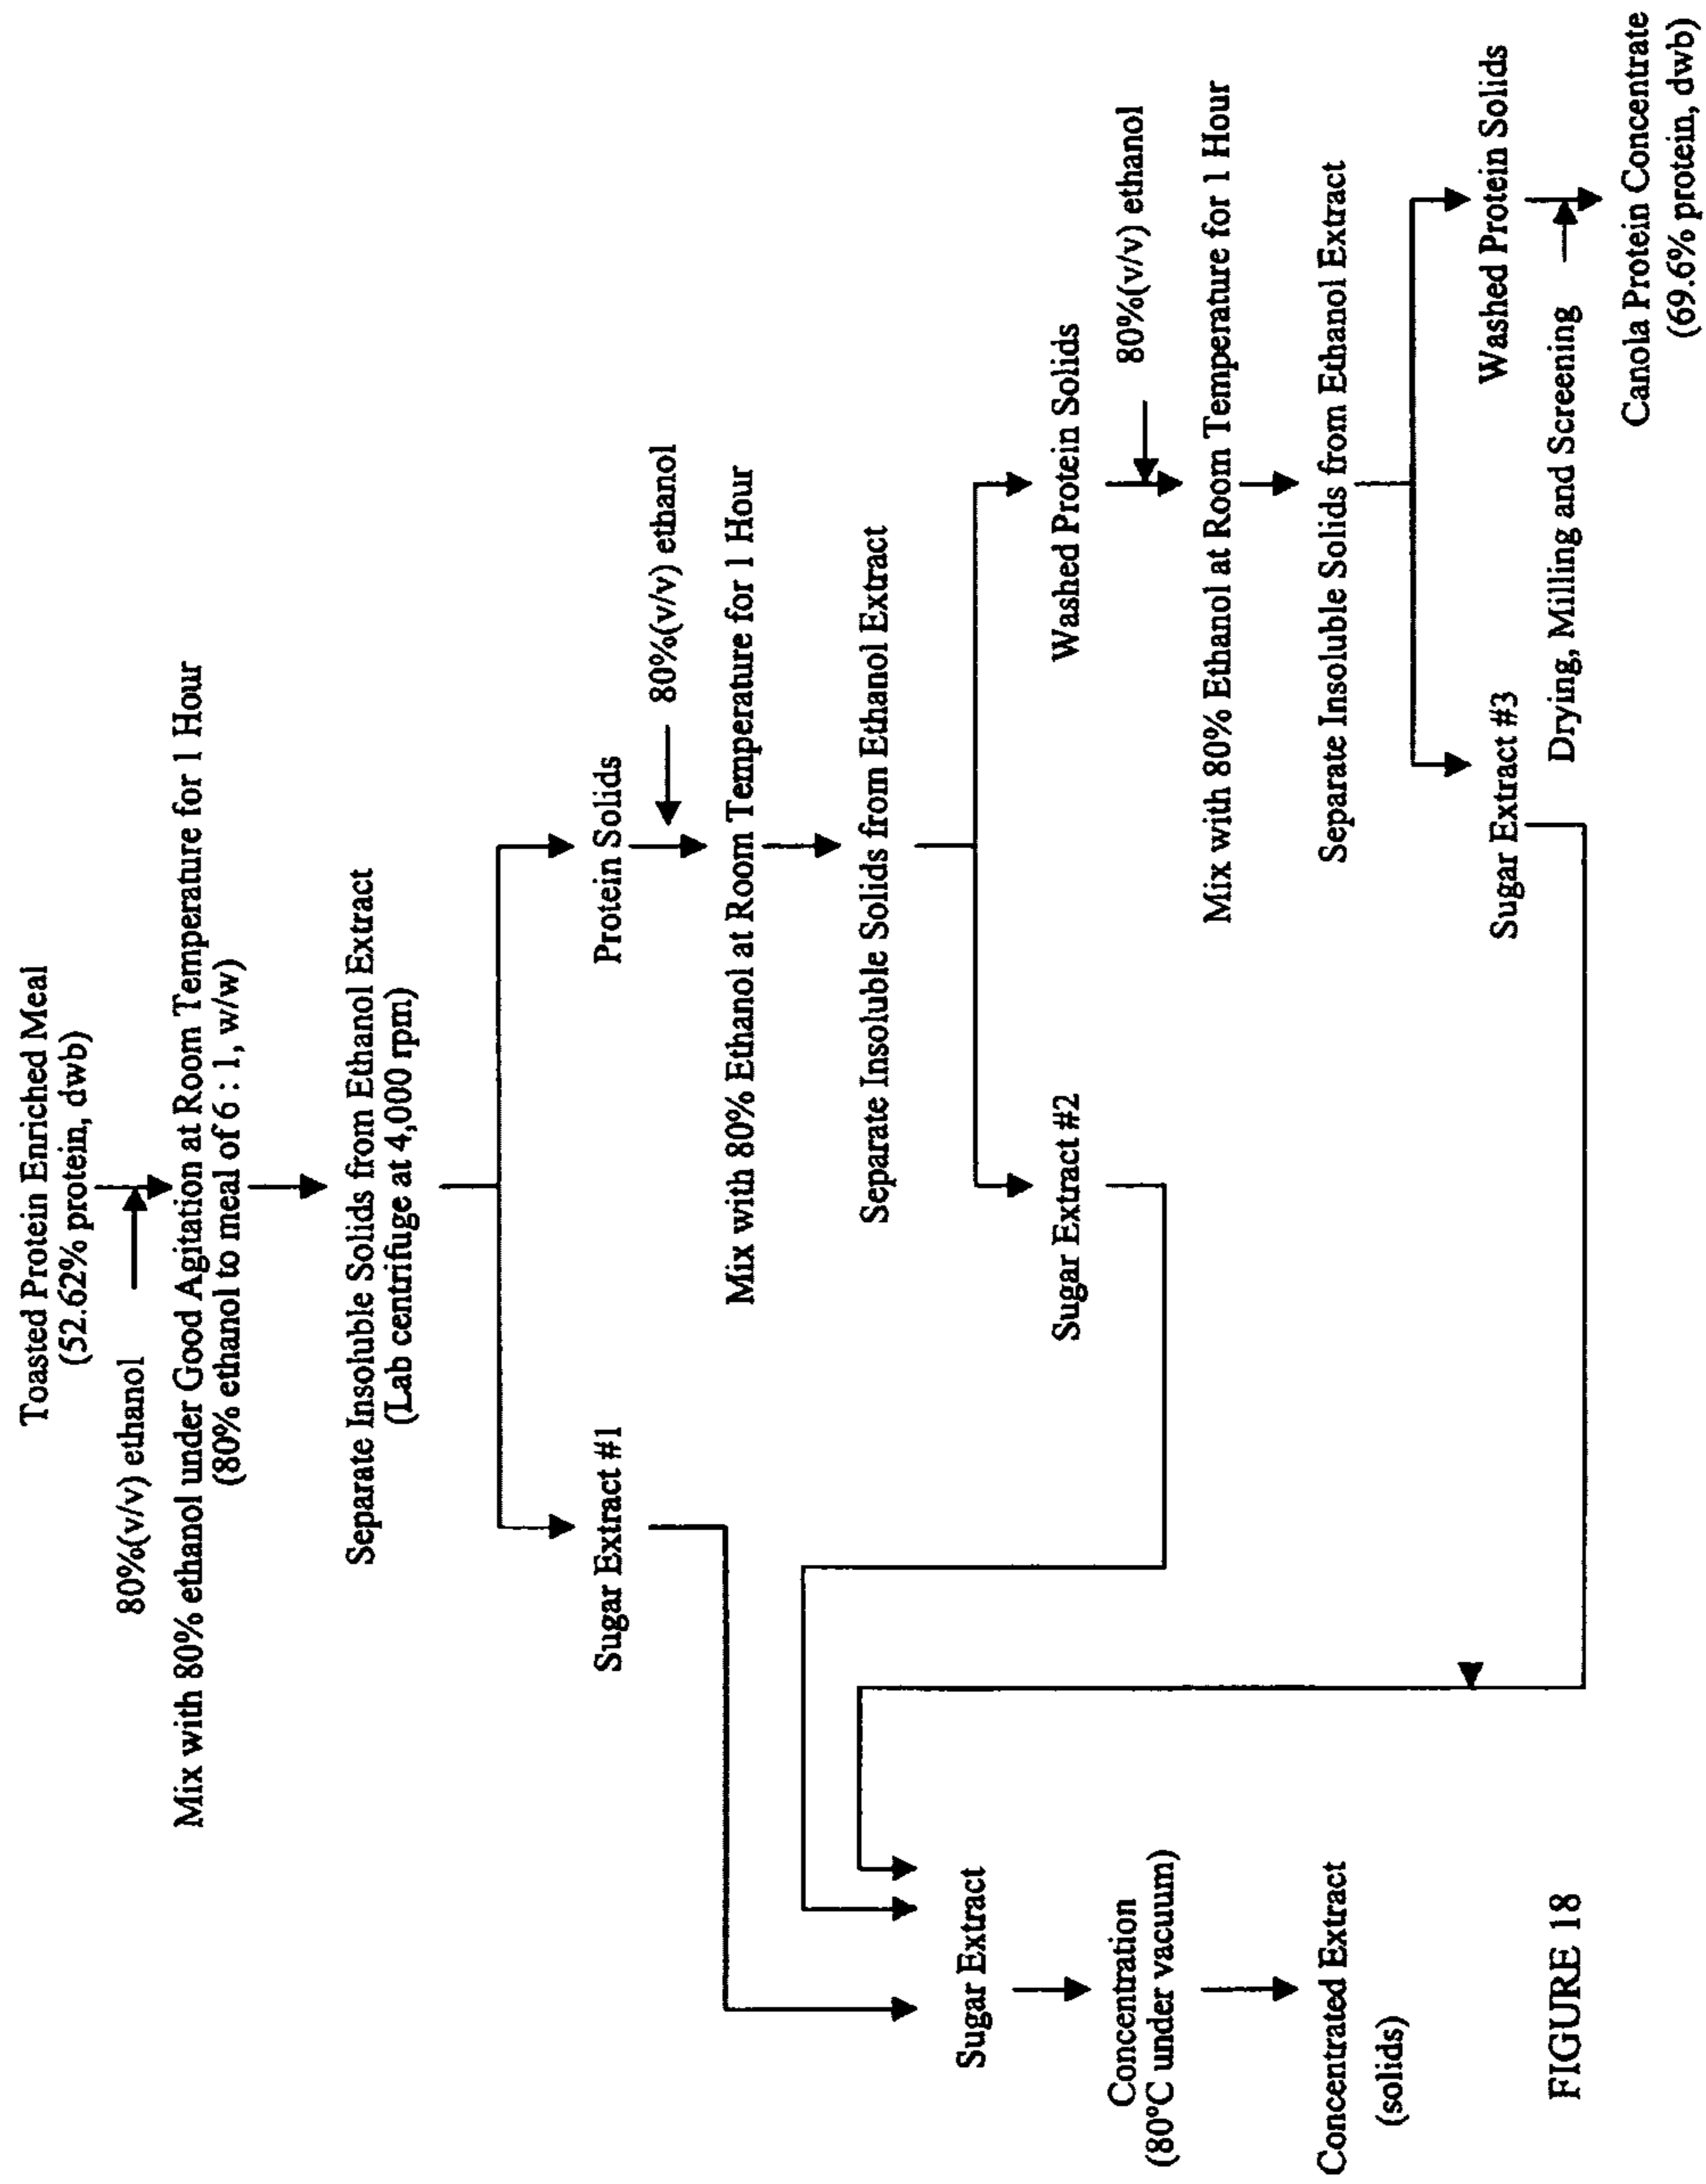 Toasted Protein Enriched Meal
(52.62% protein, dwb)
80%(v/v) ethanol
Mix with 80% ethanol under Good Agitation at Room Temperature for 1 Hour
(80% ethanol to meal of 6 : 1, w/w)
Separate Insoluble Solids from Ethanol Extract
(Lab centrifuge at 4,000 rpm)
Sugar Extract #1
Protein Solids
80%(v/v) ethanol
Mix with 80% Ethanol at Room Temperature for 1 Hour
Separate Insoluble Solids from Ethanol Extract
Sugar Extract #2
Washed Protein Solids
80%(v/v) ethanol
Mix with 80% Ethanol at Room Temperature for 1 Hour
Separate Insoluble Solids from Ethanol Extract
Sugar Extract #3
Washed Protein Solids
Drying, Milling and Screening
Canola Protein Concentrate
(69.6% protein, dwb)
Sugar Extract
Concentration
(80°C under vacuum)
Concentrated Extract
(solids)
FIGURE 18